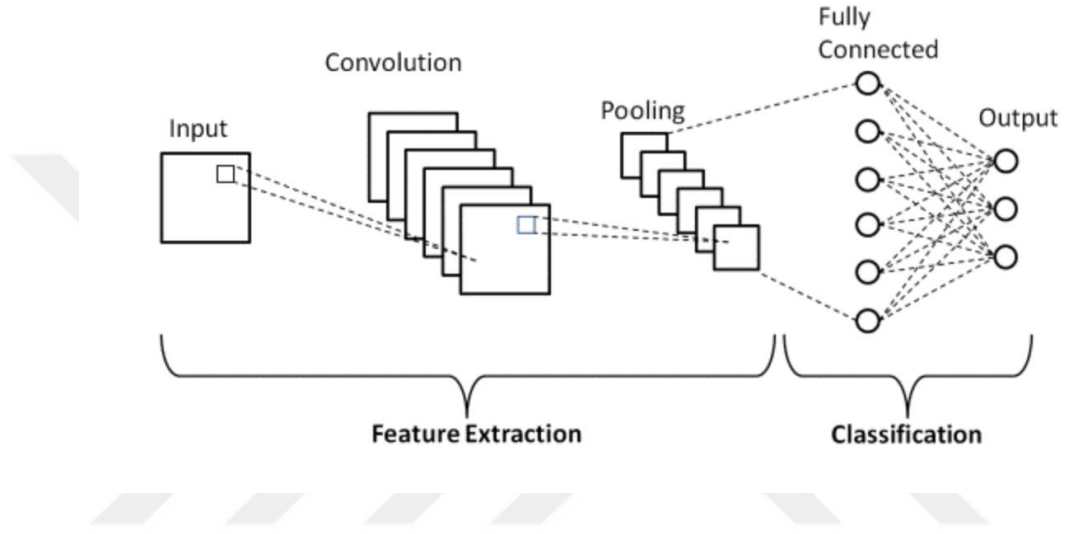 Fully
Connected
Convolution
Pooling
Output
Input
Feature Extraction
Classification